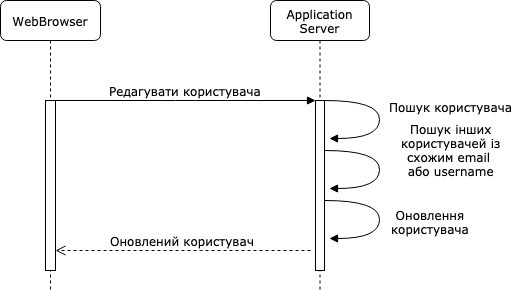 WebBrowser
Application
Server
Редагувати користувача
Пошук користувача
Пошук інших
користувачей із
схожим email
або username
Оновлення
користувача
Оновлений користувач